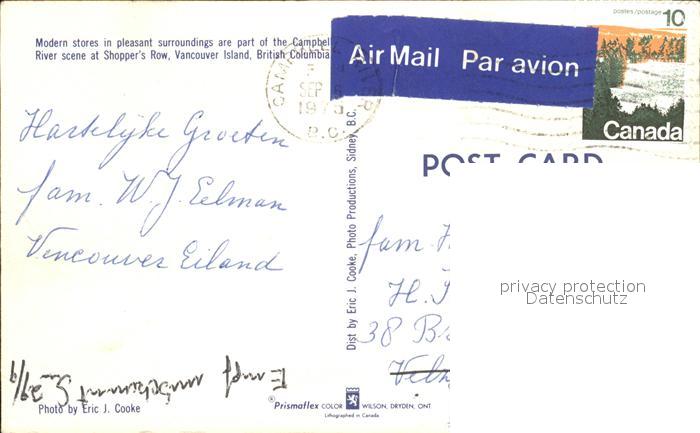 Modern stores in pleasant surroundings are part of the Campbell
River scene at Shopper's Row, Vancouver Island, British Columbia.
Air Mail Par avion
postes/postage 10
Canada
SEP 6
1975
B.C.
Hartelijke Groeten
fam. W. J. Eelman
Vancouver Eiland
POST CARD
fam.
H.
38
Dist by Eric J. Cooke, Photo Productions, Sidney, B.C.
privacy protection
Datenschutz
Photo by Eric J. Cooke
Prismaflex COLOR WILSON, DRYDEN, ONT
Lithographed in Canada